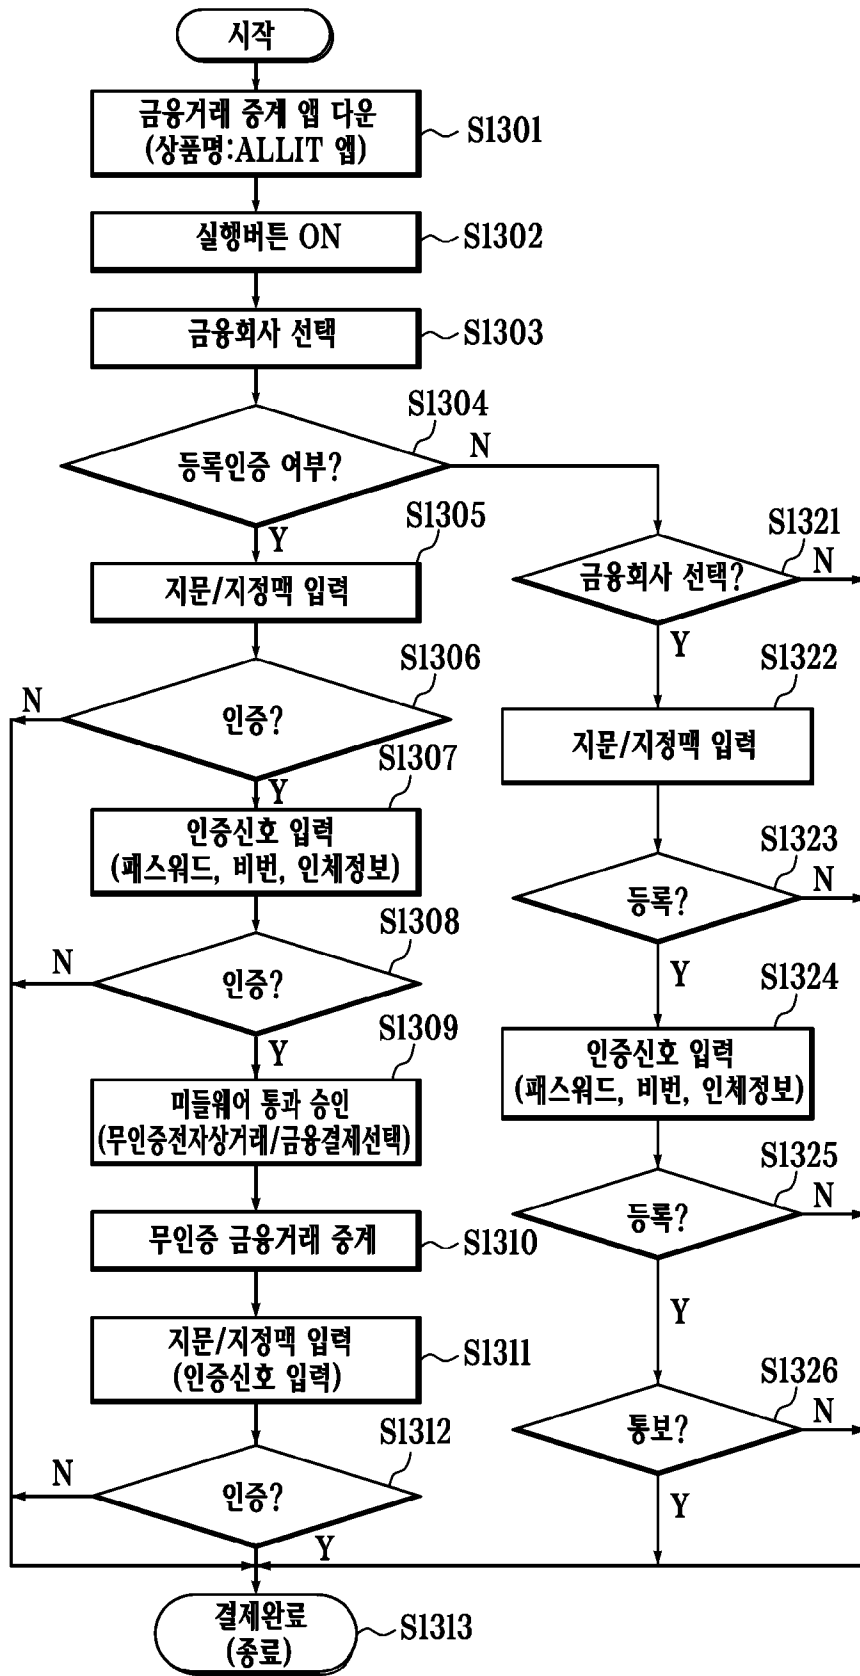 시작
금융거래 중계 앱 다운
(상품명:ALLIT 앱)
S1301
실행버튼 ON
S1302
금융회사 선택
S1303
S1304
등록인증 여부?
N
Y
S1305
지문/지정맥 입력
S1306
인증?
N
Y
S1307
인증신호 입력
(패스워드, 비번, 인체정보)
S1308
인증?
N
Y
S1309
미들웨어 통과 승인
(무인증전자상거래/금융결제선택)
무인증 금융거래 중계
S1310
지문/지정맥 입력
(인증신호 입력)
S1311
S1312
인증?
N
Y
S1321
금융회사 선택?
N
Y
S1322
지문/지정맥 입력
S1323
등록?
N
Y
S1324
인증신호 입력
(패스워드, 비번, 인체정보)
S1325
등록?
N
Y
S1326
통보?
N
Y
결제완료
(종료)
S1313